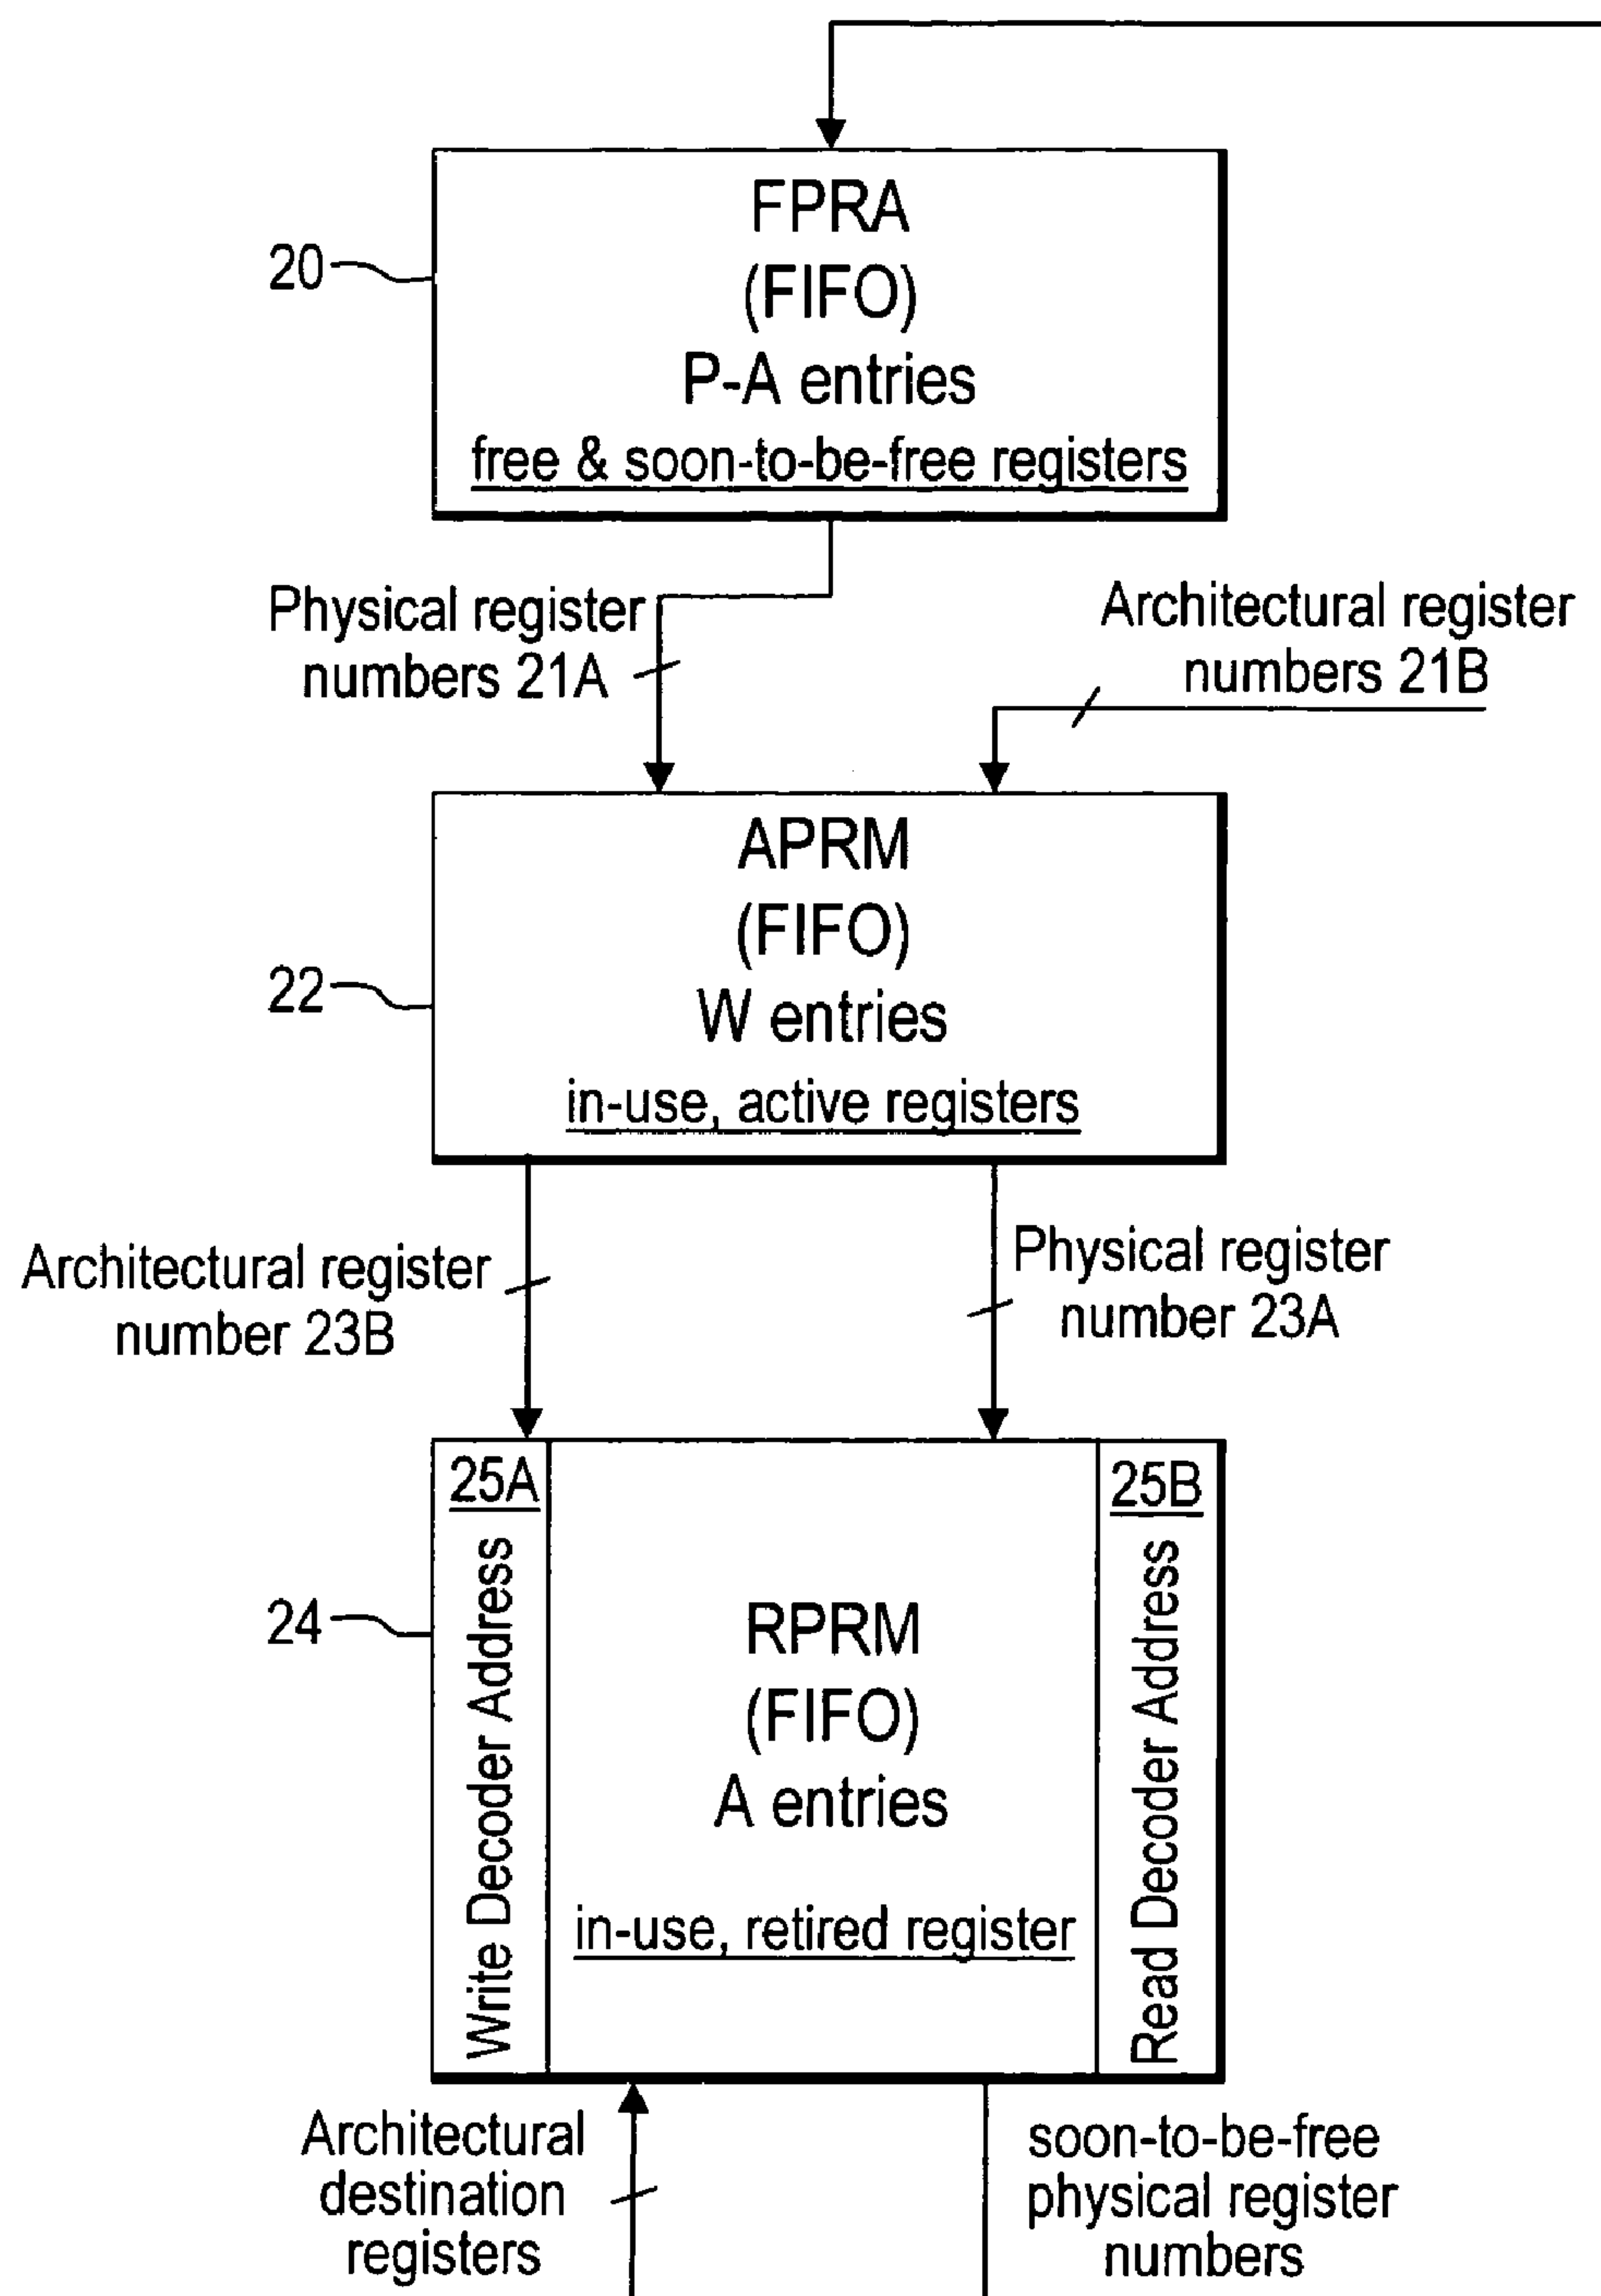 FPRA
(FIFO)
P-A entries
free & soon-to-be-free registers
20
Physical register
numbers 21A
Architectural register
numbers 21B
APRM
(FIFO)
W entries
in-use, active registers
22
Architectural register
number 23B
Physical register
number 23A
25A
Write Decoder Address
RPRM
(FIFO)
A entries
in-use, retired register
25B
Read Decoder Address
24
Architectural
destination
registers
soon-to-be-free
physical register
numbers